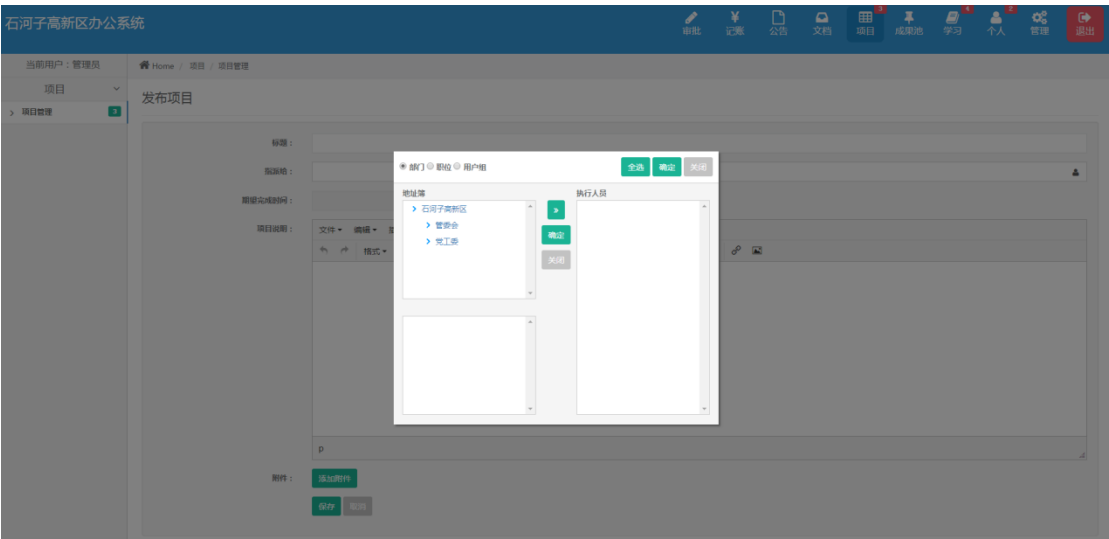 石河子高新区办公系统
审批 记账 公告 文档 项目 3 成果池 学习 4 个人 2 管理 退出
当前用户：管理员
Home / 项目 / 项目管理
项目
项目管理 3
发布项目
标题：
指派给：
期望完成时间：
项目说明：
文件 编辑
格式
部门 职位 用户组
全选 确定 关闭
地址簿
执行人员
石河子高新区
管委会
党工委
确定
关闭
p
附件：
添加附件
保存 取消